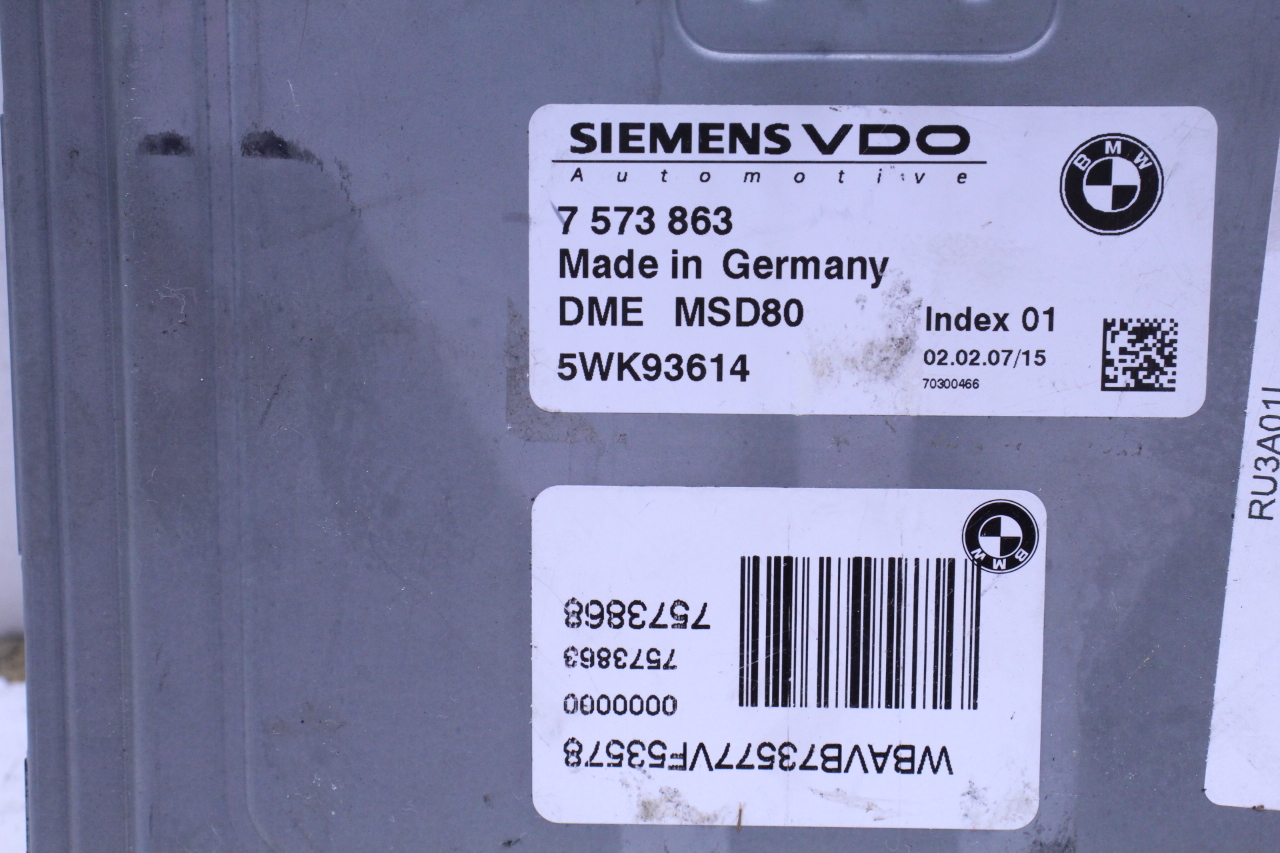 SIEMENS VDO
Automotive
BMW
7 573 863
Made in Germany
DME MSD80
Index 01
5WK93614
02.02.07/15
70300466
WBAVB73577VF53578
0000000
7573863
7573868
BMW